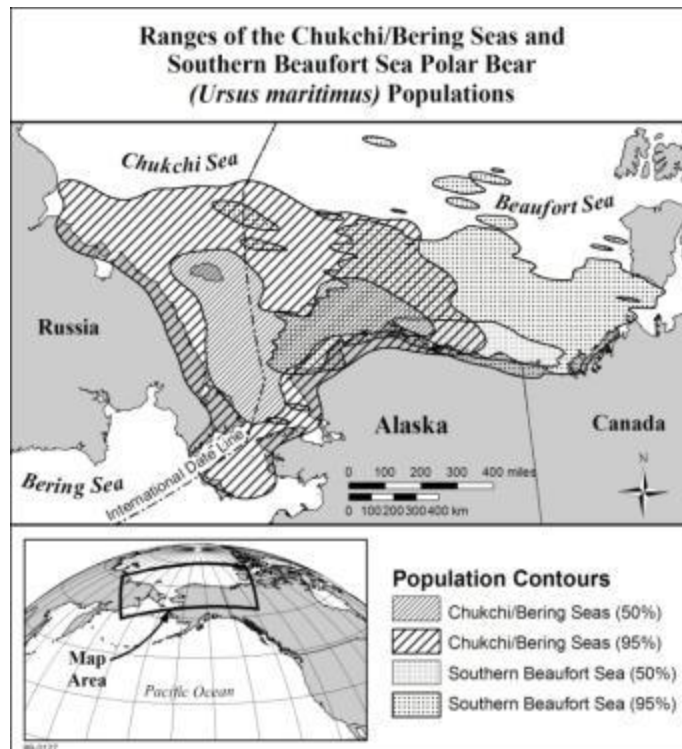 Ranges of the Chukchi/Bering Seas and
Southern Beaufort Sea Polar Bear
(Ursus maritimus) Populations
Chukchi Sea
Beaufort Sea
Russia
Alaska
Canada
Bering Sea
International Date Line
N
0 100 200 300 400 miles
0 100 200 300 400 km
Map
Area
Pacific Ocean
Population Contours
Chukchi/Bering Seas (50%)
Chukchi/Bering Seas (95%)
Southern Beaufort Sea (50%)
Southern Beaufort Sea (95%)